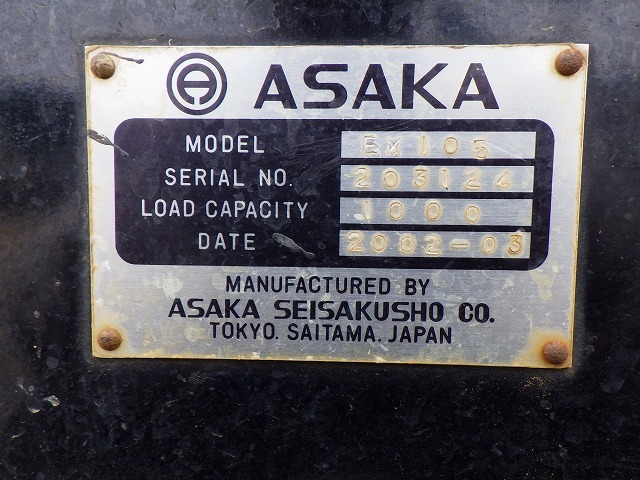 ASAKA
MODEL EX105
SERIAL NO. 203124
LOAD CAPACITY 1000
DATE 2002-03
MANUFACTURED BY
ASAKA SEISAKUSHO CO.
TOKYO. SAITAMA. JAPAN